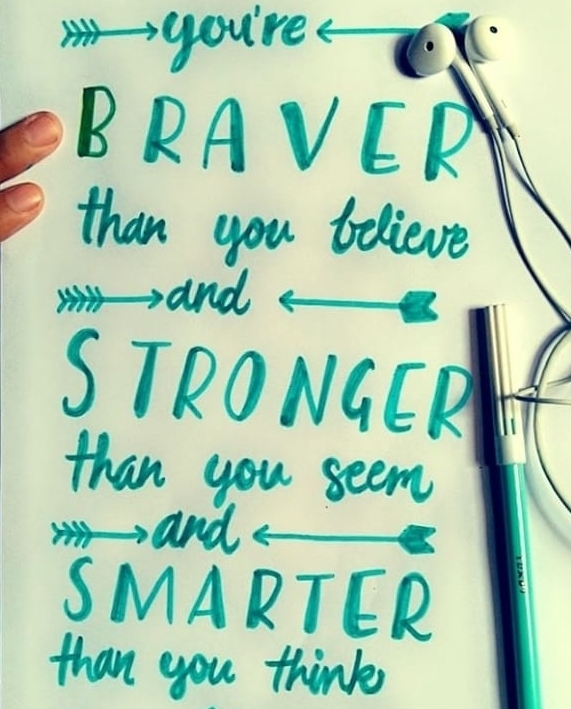 you're
BRAVER
than you believe
and
STRONGER
than you seem
and
SMARTER
than you think